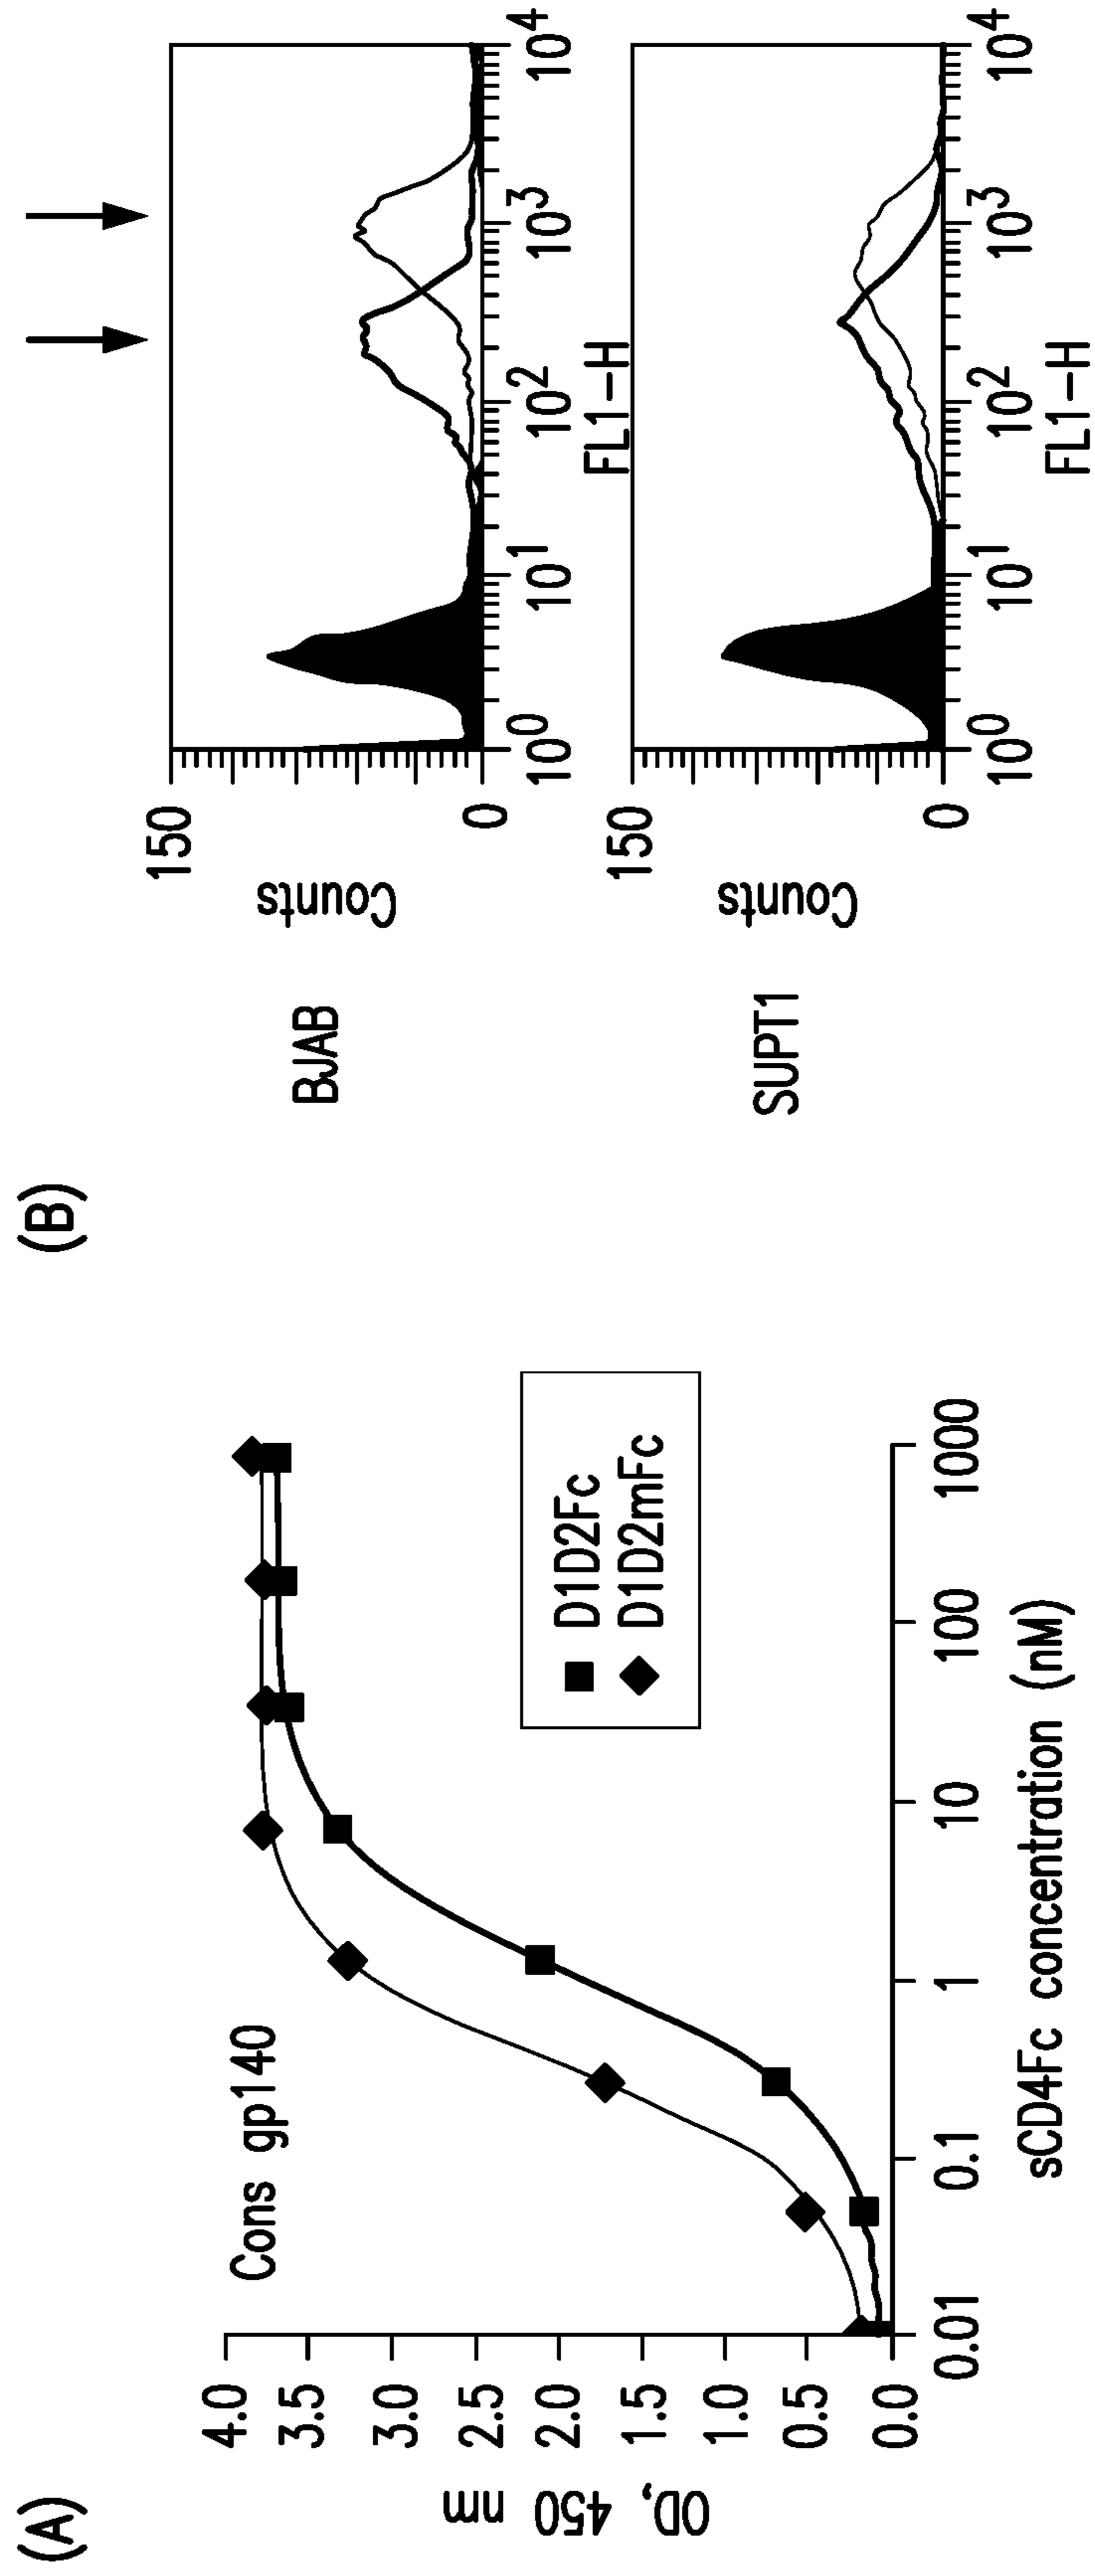 (A)
Cons gp140
OD, 450 nm
4.0
3.5
3.0
2.5
2.0
1.5
1.0
0.5
0.0
0.01 0.1 1 10 100 1000
sCD4Fc concentration (nM)
D1D2Fc
D1D2mFc
(B)
BJAB
Counts
150
0
10^0 10^1 10^2 10^3 10^4
FL1-H
SUPT1
Counts
150
0
10^0 10^1 10^2 10^3 10^4
FL1-H